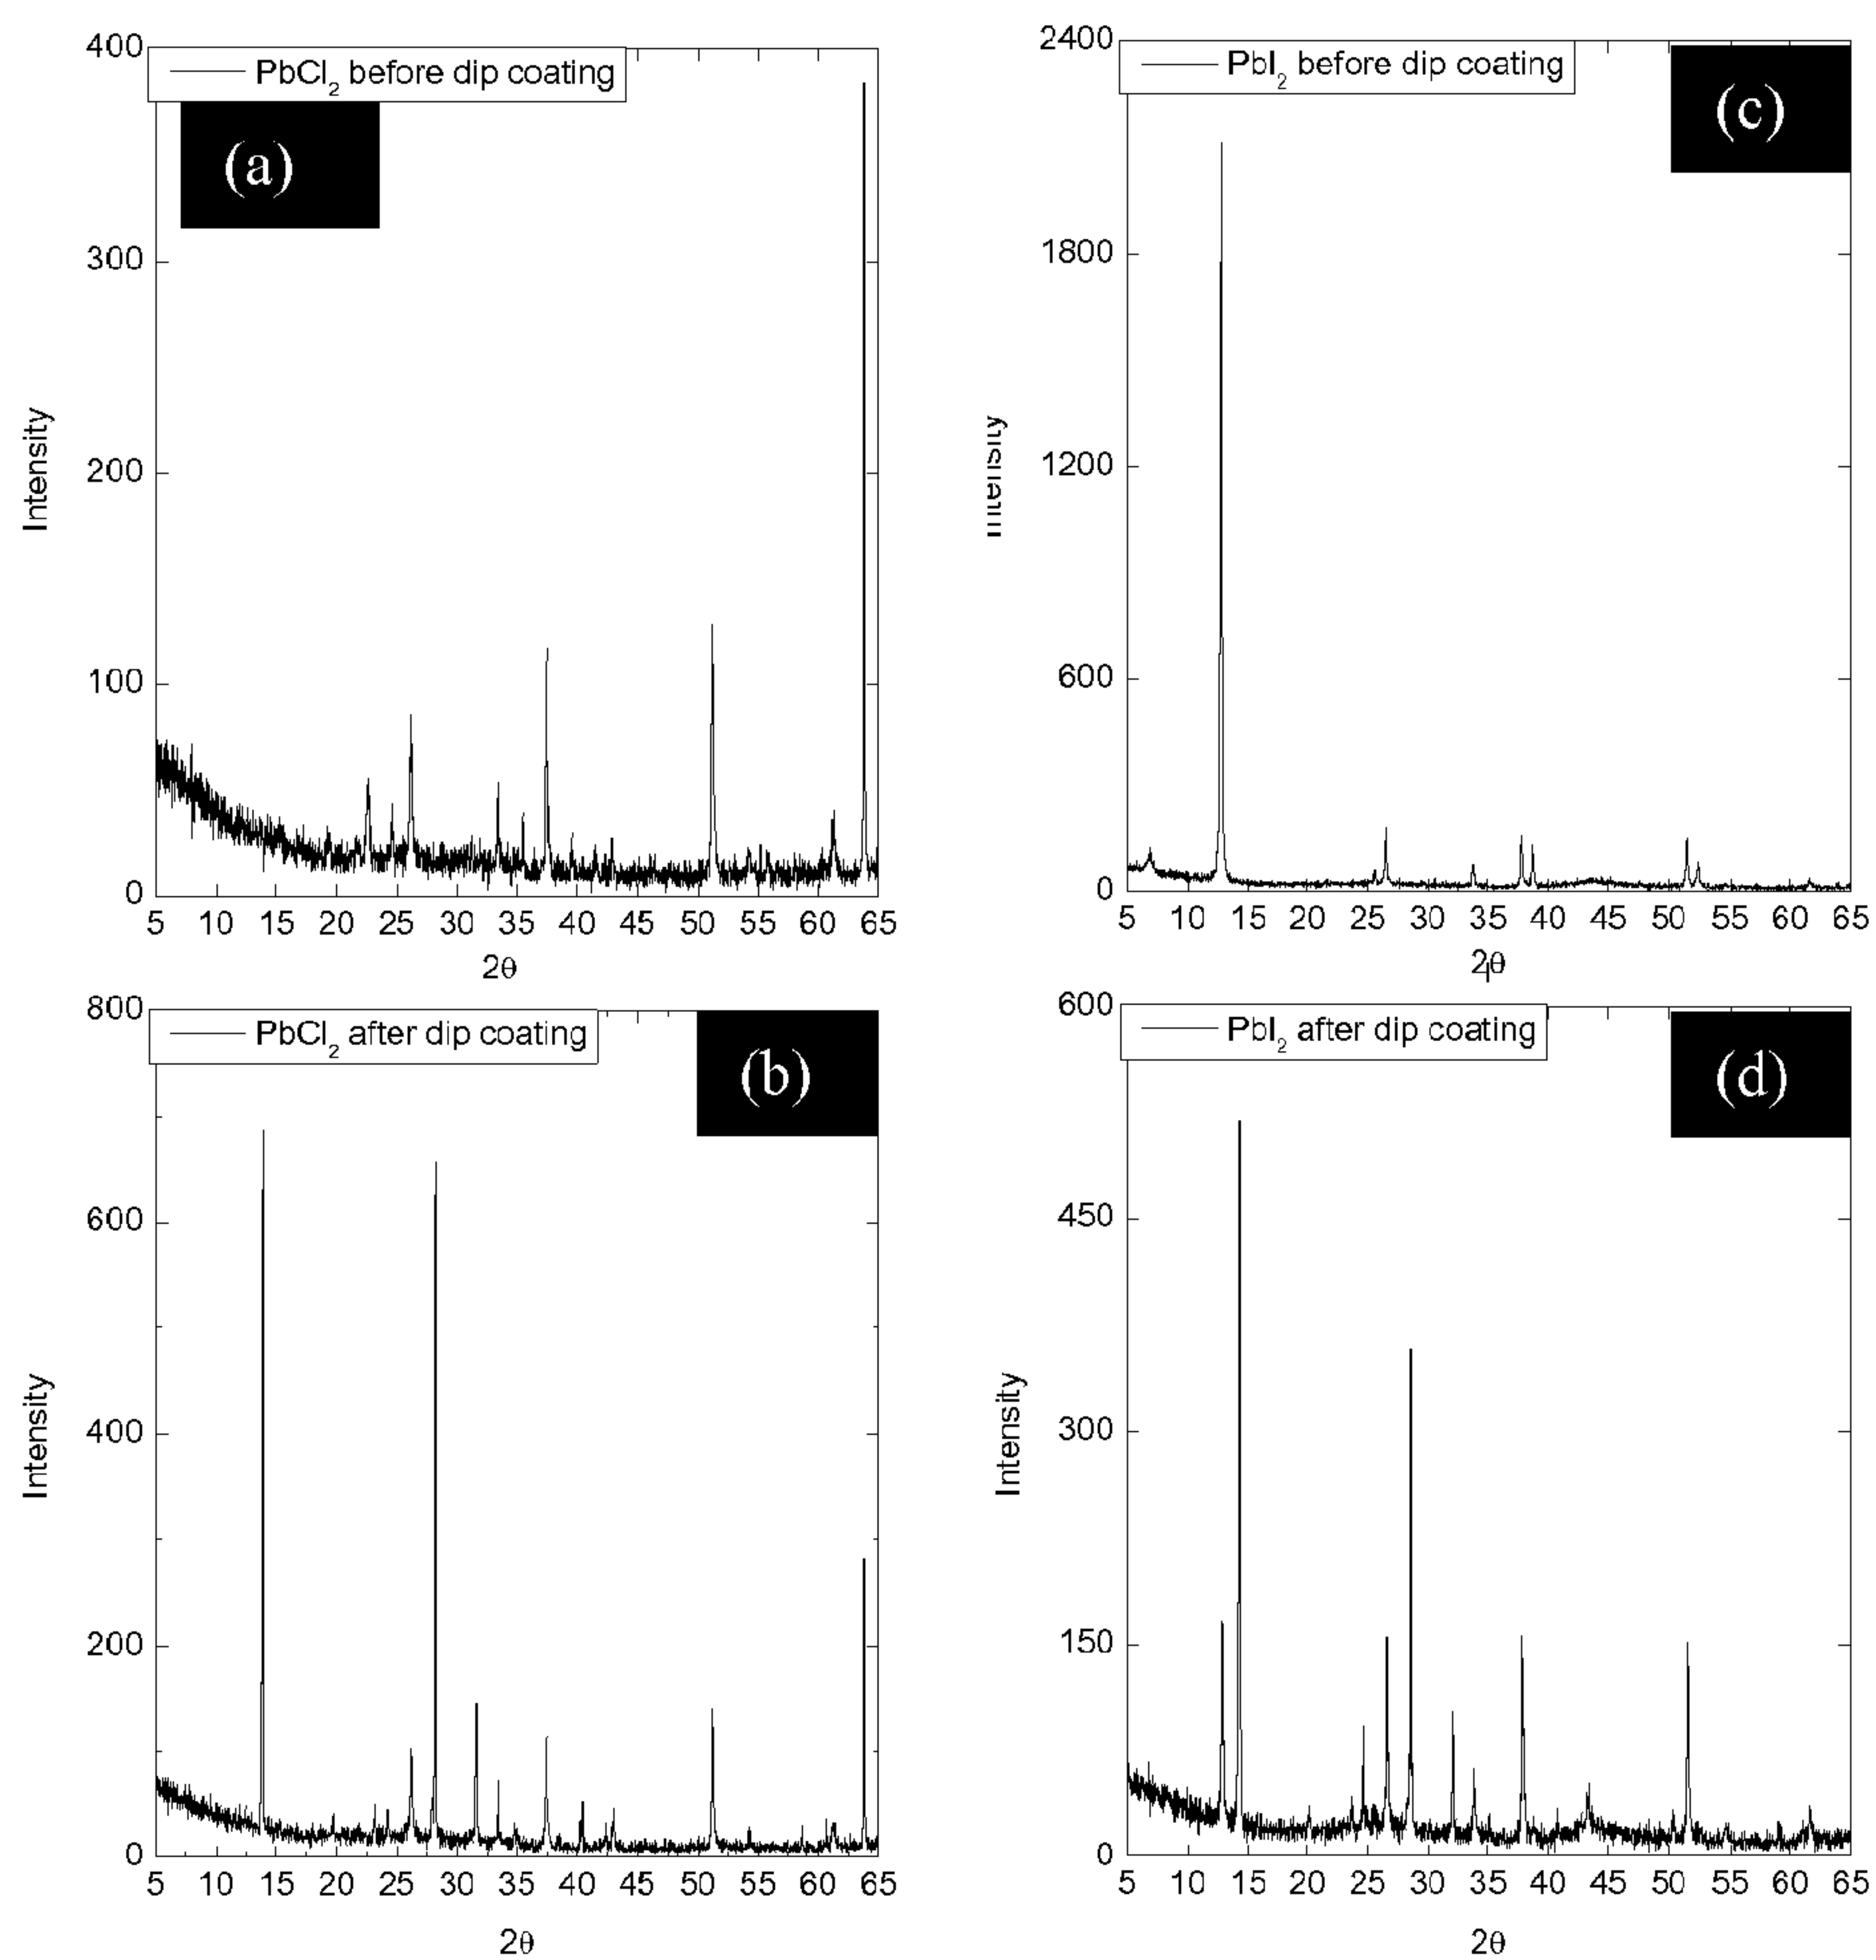 PbCl₂ before dip coating
(a)
400
300
200
100
0
5 10 15 20 25 30 35 40 45 50 55 60 65
Intensity
2θ
PbI₂ before dip coating
(c)
2400
1800
1200
600
0
5 10 15 20 25 30 35 40 45 50 55 60 65
Intensity
2θ
PbCl₂ after dip coating
(b)
800
600
400
200
0
5 10 15 20 25 30 35 40 45 50 55 60 65
Intensity
2θ
PbI₂ after dip coating
(d)
600
450
300
150
0
5 10 15 20 25 30 35 40 45 50 55 60 65
Intensity
2θ